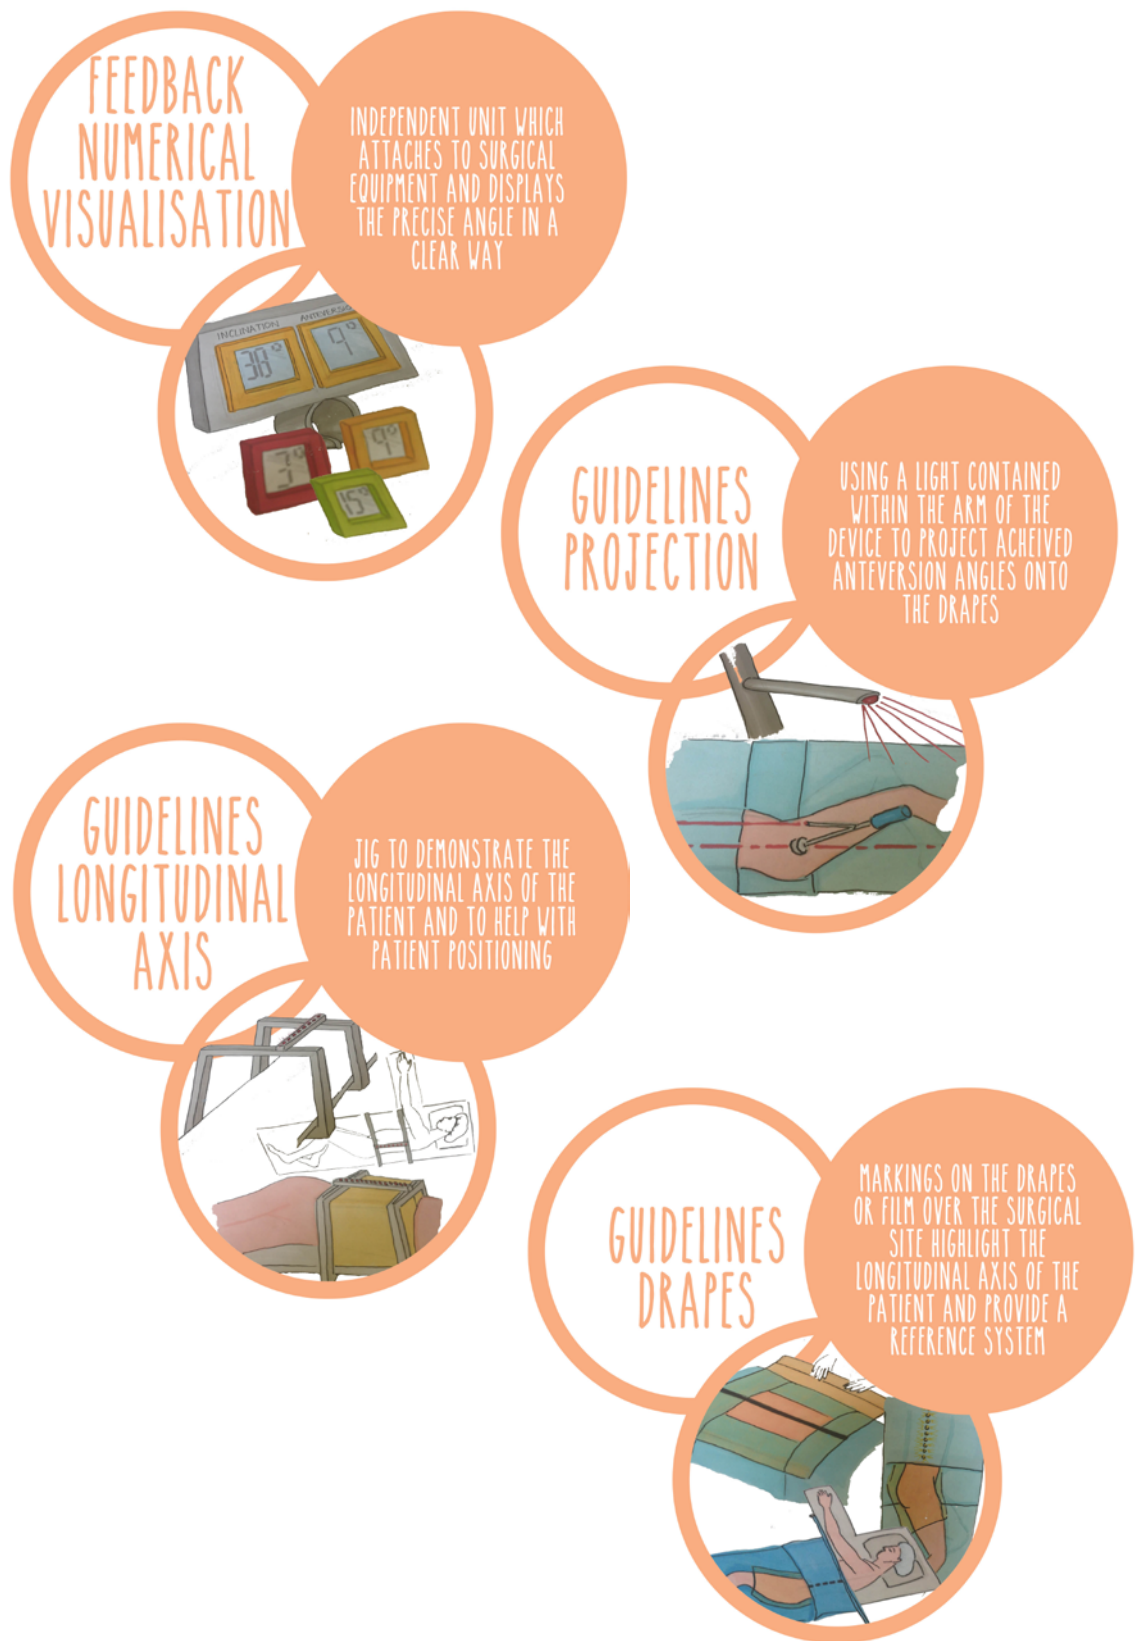 FEEDBACK
NUMERICAL
VISUALISATION
INDEPENDENT UNIT WHICH
ATTACHES TO SURGICAL
EQUIPMENT AND DISPLAYS
THE PRECISE ANGLE IN A
CLEAR WAY
INCLINATION
38°
9°
3°
9°
15°
GUIDELINES
PROJECTION
USING A LIGHT CONTAINED
WITHIN THE ARM OF THE
DEVICE TO PROJECT ACHEIVED
ANTEVERSION ANGLES ONTO
THE DRAPES
GUIDELINES
LONGITUDINAL
AXIS
JIG TO DEMONSTRATE THE
LONGITUDINAL AXIS OF THE
PATIENT AND TO HELP WITH
PATIENT POSITIONING
GUIDELINES
DRAPES
MARKINGS ON THE DRAPES
OR FILM OVER THE SURGICAL
SITE HIGHLIGHT THE
LONGITUDINAL AXIS OF THE
PATIENT AND PROVIDE A
REFERENCE SYSTEM